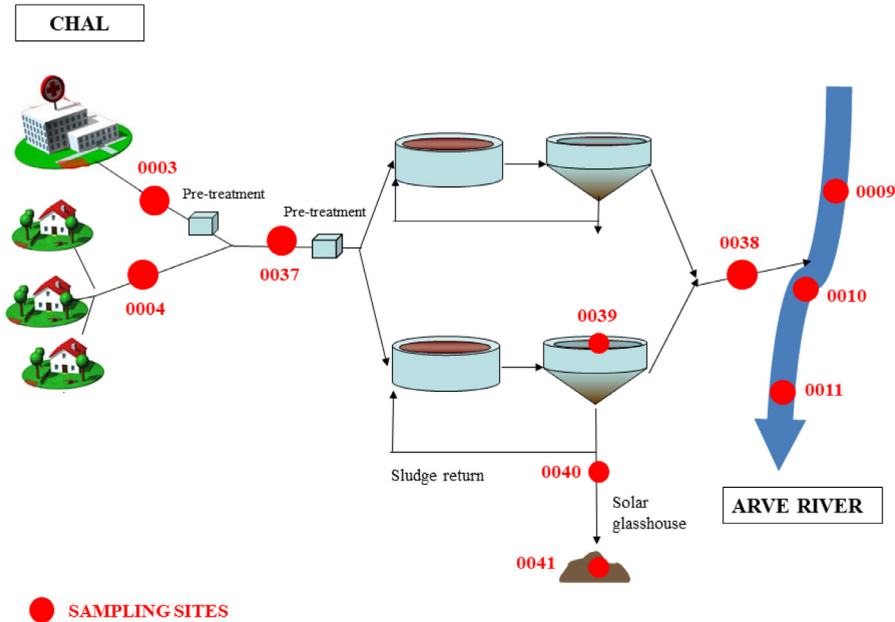 CHAL
0003
Pre-treatment
Pre-treatment
0009
0038
0037
0010
0004
0039
0011
Sludge return
0040
Solar
glasshouse
ARVE RIVER
0041
SAMPLING SITES